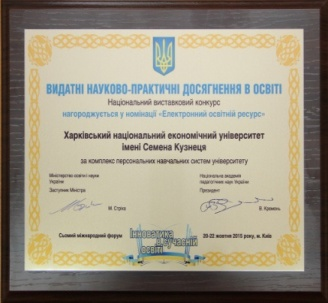 ВИДАТНІ НАУКОВО-ПРАКТИЧНІ ДОСЯГНЕННЯ В ОСВІТІ
Національний виставковий конкурс
нагороджується у номінації «Електронний освітній ресурс»
Харківський національний економічний університет
імені Семена Кузнеця
за комплекс персональних навчальних систем університету
Міністерство освіти і науки
України
Заступник Міністра
М. Стріха
Національна академія
педагогічних наук України
Президент
В. Кремень
Сьомий міжнародний форум
Інноватика
в сучасній
освіті
20-22 жовтня 2015 року, м. Київ